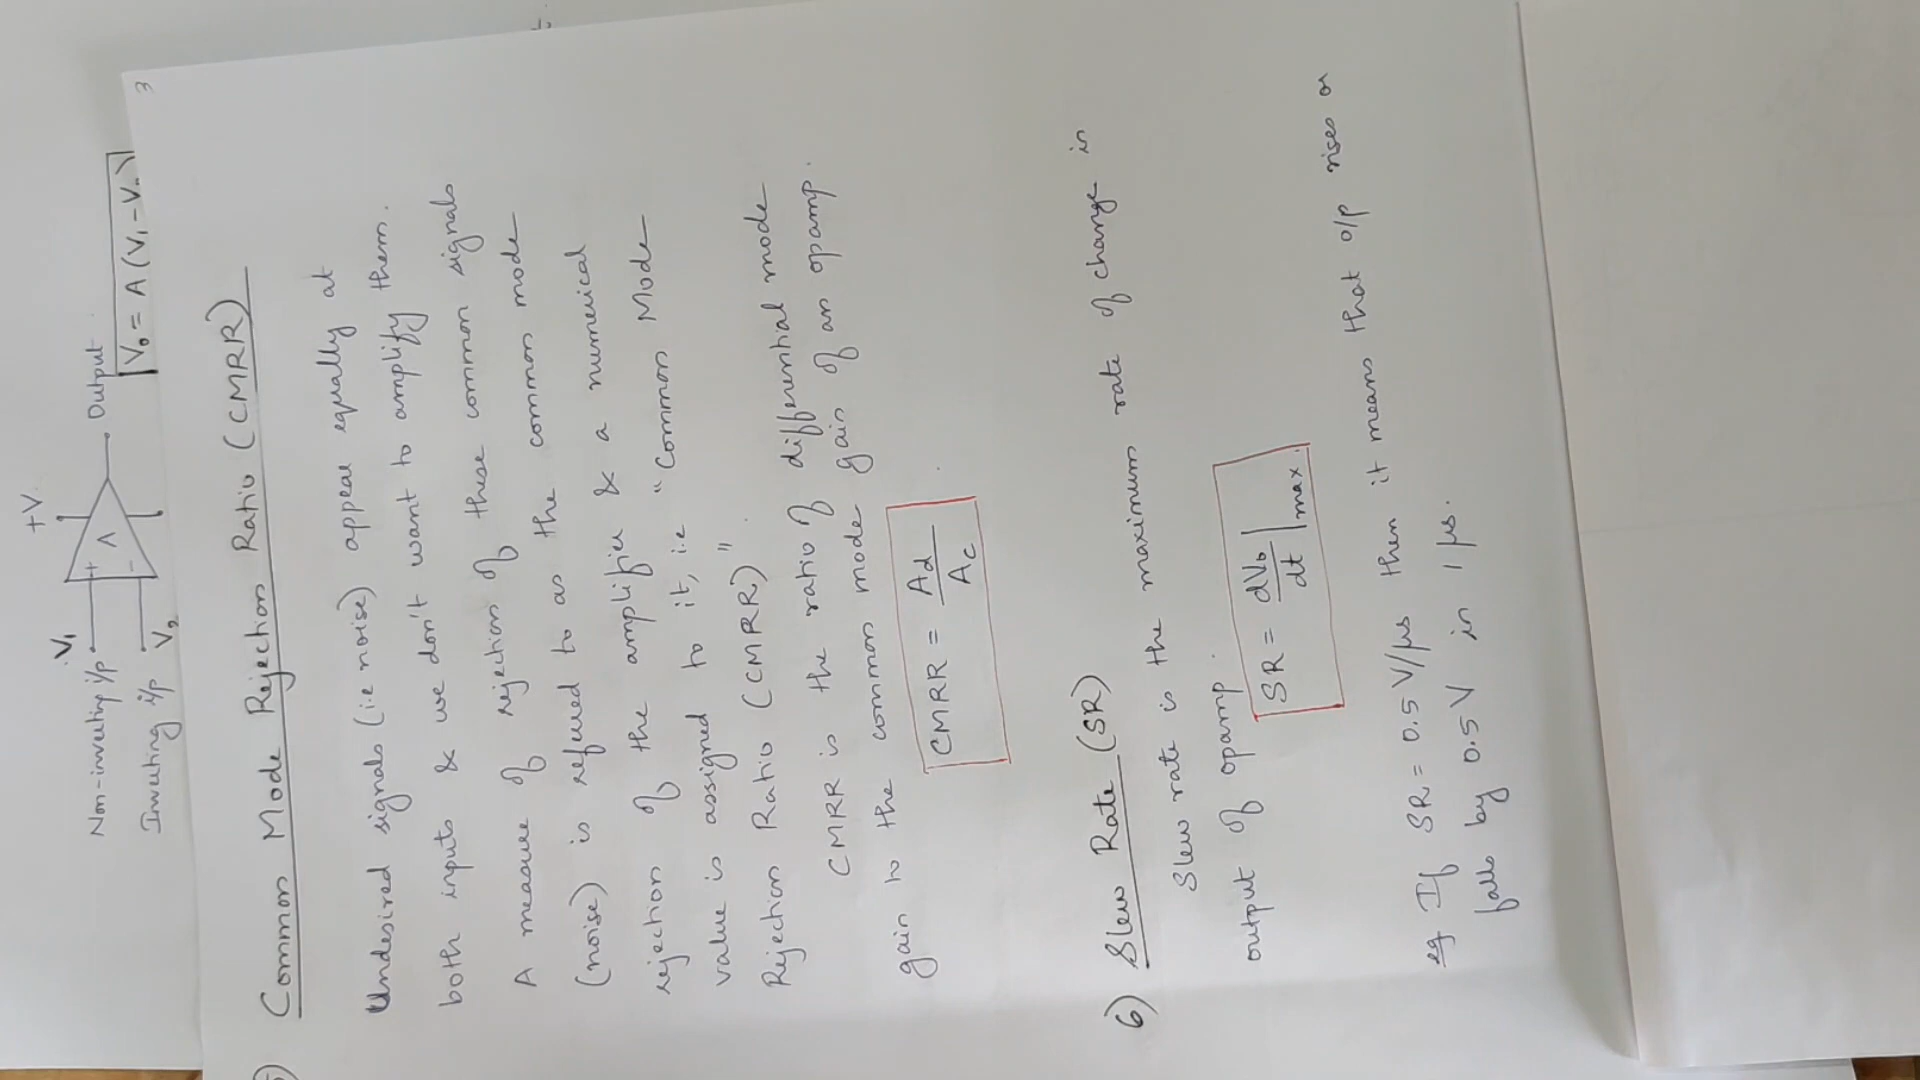 +V
V1
Non-inverting i/p
+
A
-
Output
Inverting i/p
V2
V₀ = A (V₁ - V₂)
3
5) Common Mode Rejection Ratio (CMRR)
Undesired signals (i.e noise) appear equally at
both inputs & we don't want to amplify them.
A measure of rejection of these common signals
(noise) is referred to as the common mode
rejection of the amplifier & a numerical
value is assigned to it, i.e "Common Mode
Rejection Ratio (CMRR)".
CMRR is the ratio of differential mode
gain to the common mode gain of an opamp.
CMRR = Ad / Ac
6) Slew Rate (SR)
Slew rate is the maximum rate of change in
output of opamp.
SR = dV₀/dt |max.
eg If SR = 0.5 V/μs then it means that o/p rises or
falls by 0.5 V in 1 μs.